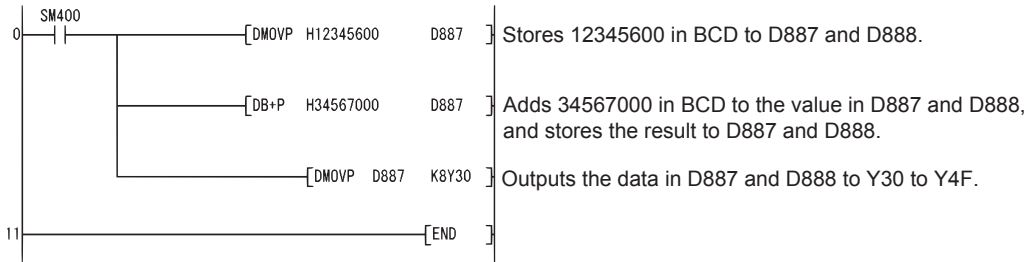 SM400
0 DMOVP H12345600 D887 Stores 12345600 in BCD to D887 and D888.
DB+P H34567000 D887 Adds 34567000 in BCD to the value in D887 and D888,
and stores the result to D887 and D888.
DMOVP D887 K8Y30 Outputs the data in D887 and D888 to Y30 to Y4F.
11 END